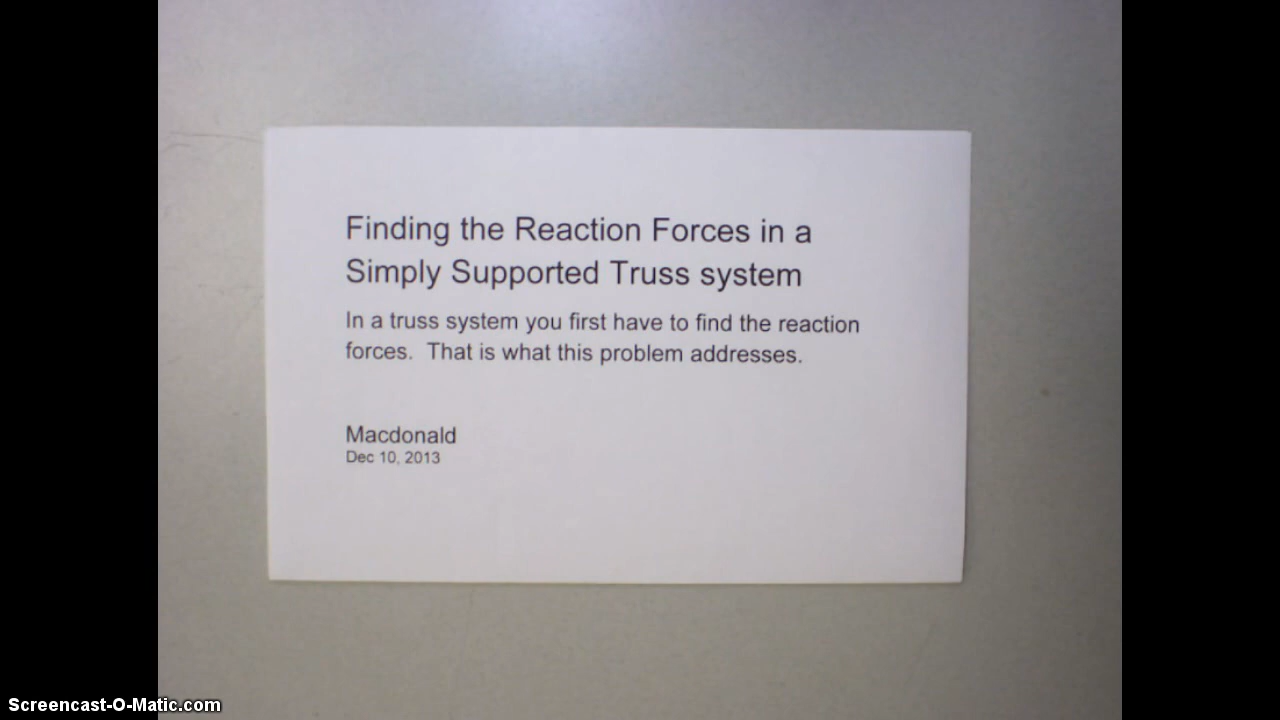 Finding the Reaction Forces in a
Simply Supported Truss system
In a truss system you first have to find the reaction
forces.  That is what this problem addresses.
Macdonald
Dec 10, 2013
Screencast-O-Matic.com